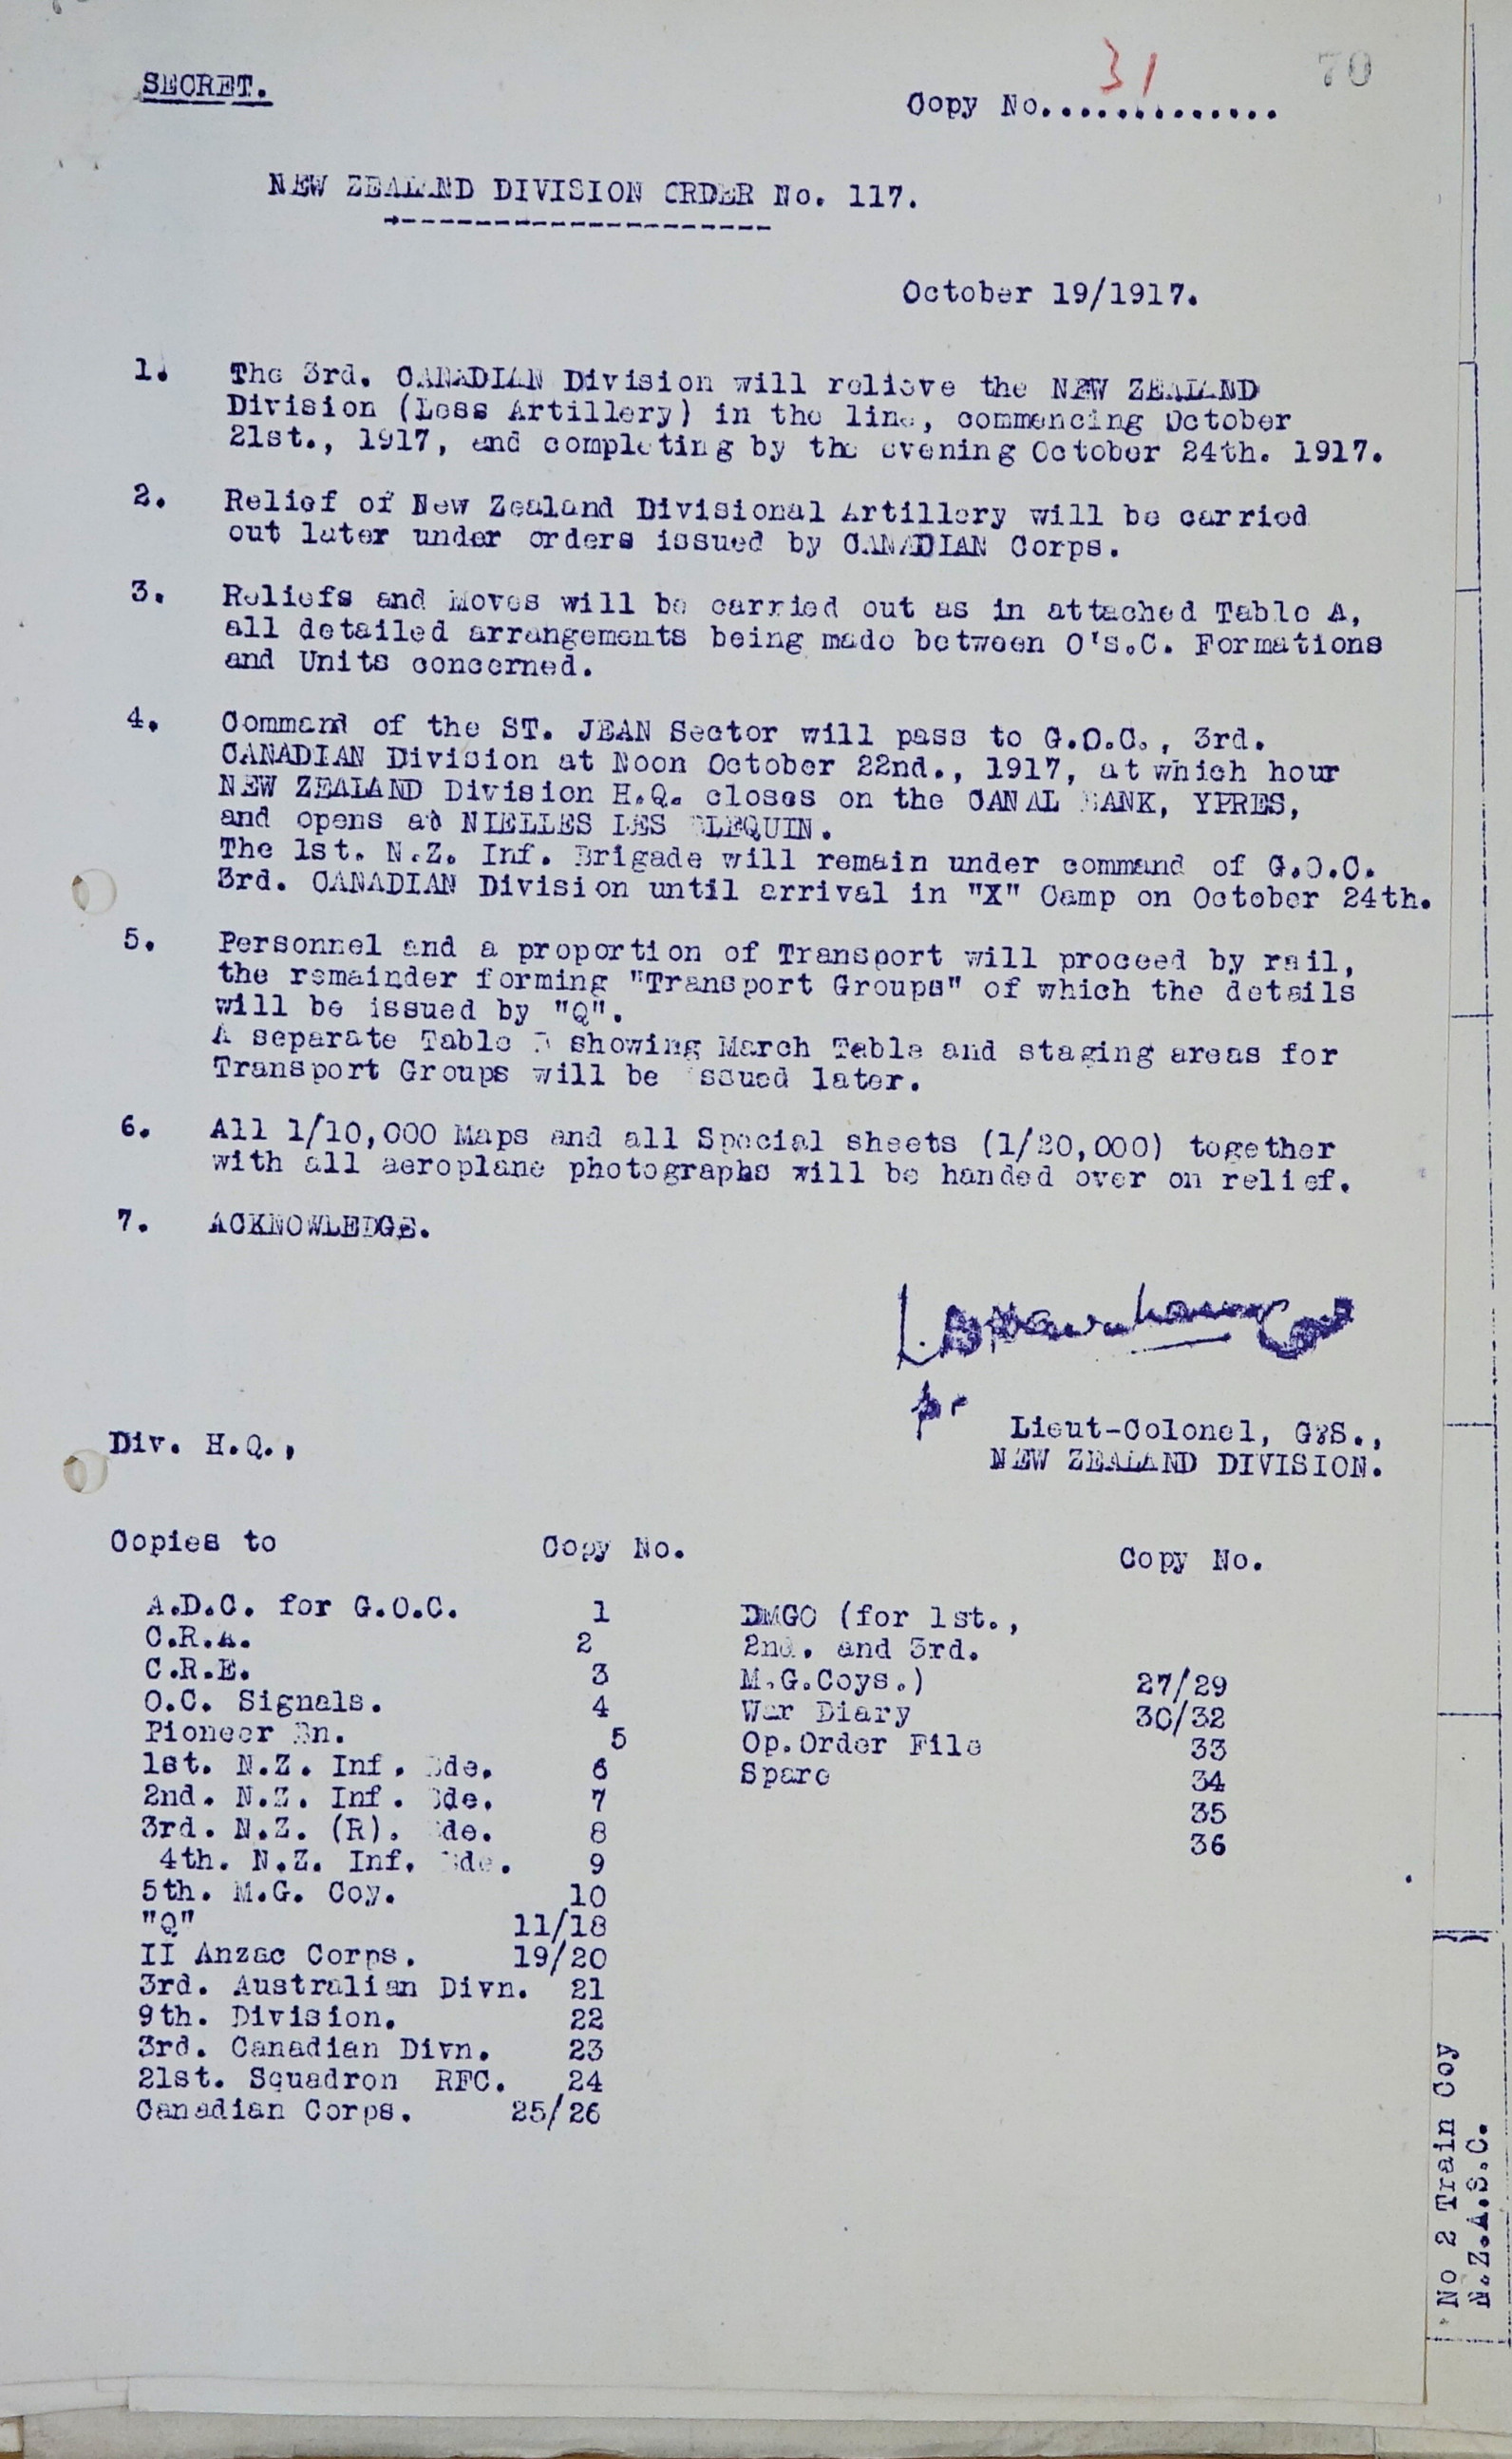 70
SECRET.
Copy No.....31.........
NEW ZEALAND DIVISION ORDER No. 117.
October 19/1917.
1. The 3rd. CANADIAN Division will relieve the NEW ZEALAND
Division (Less Artillery) in the line, commencing October
21st., 1917, and completing by the evening October 24th. 1917.
2. Relief of New Zealand Divisional Artillery will be carried
out later under orders issued by CANADIAN Corps.
3. Reliefs and Moves will be carried out as in attached Table A,
all detailed arrangements being made between O's.C. Formations
and Units concerned.
4. Command of the ST. JEAN Sector will pass to G.O.C., 3rd.
CANADIAN Division at Noon October 22nd., 1917, at which hour
NEW ZEALAND Division H.Q. closes on the CANAL BANK, YPRES,
and opens at NIELLES LES BLEQUIN.
The 1st. N.Z. Inf. Brigade will remain under command of G.O.C.
3rd. CANADIAN Division until arrival in "X" Camp on October 24th.
5. Personnel and a proportion of Transport will proceed by rail,
the remainder forming "Transport Groups" of which the details
will be issued by "Q".
A separate Table B showing March Table and staging areas for
Transport Groups will be issued later.
6. All 1/10,000 Maps and all Special sheets (1/20,000) together
with all aeroplane photographs will be handed over on relief.
7. ACKNOWLEDGE.
pr
Lieut-Colonel, G.S.,
Div. H.Q.,
NEW ZEALAND DIVISION.
Copies to Copy No. Copy No.
A.D.C. for G.O.C. 1
C.R.A. 2
C.R.E. 3
O.C. Signals. 4
Pioneer Bn. 5
1st. N.Z. Inf. Bde. 6
2nd. N.Z. Inf. Bde. 7
3rd. N.Z. (R). Bde. 8
4th. N.Z. Inf. Bde. 9
5th. M.G. Coy. 10
"Q" 11/18
II Anzac Corps. 19/20
3rd. Australian Divn. 21
9th. Division. 22
3rd. Canadian Divn. 23
21st. Squadron RFC. 24
Canadian Corps. 25/26
DMGO (for 1st.,
2nd. and 3rd.
M.G.Coys.) 27/29
War Diary 30/32
Op.Order File 33
Spare 34
35
36
No 2 Train Coy
N.Z.A.S.C.